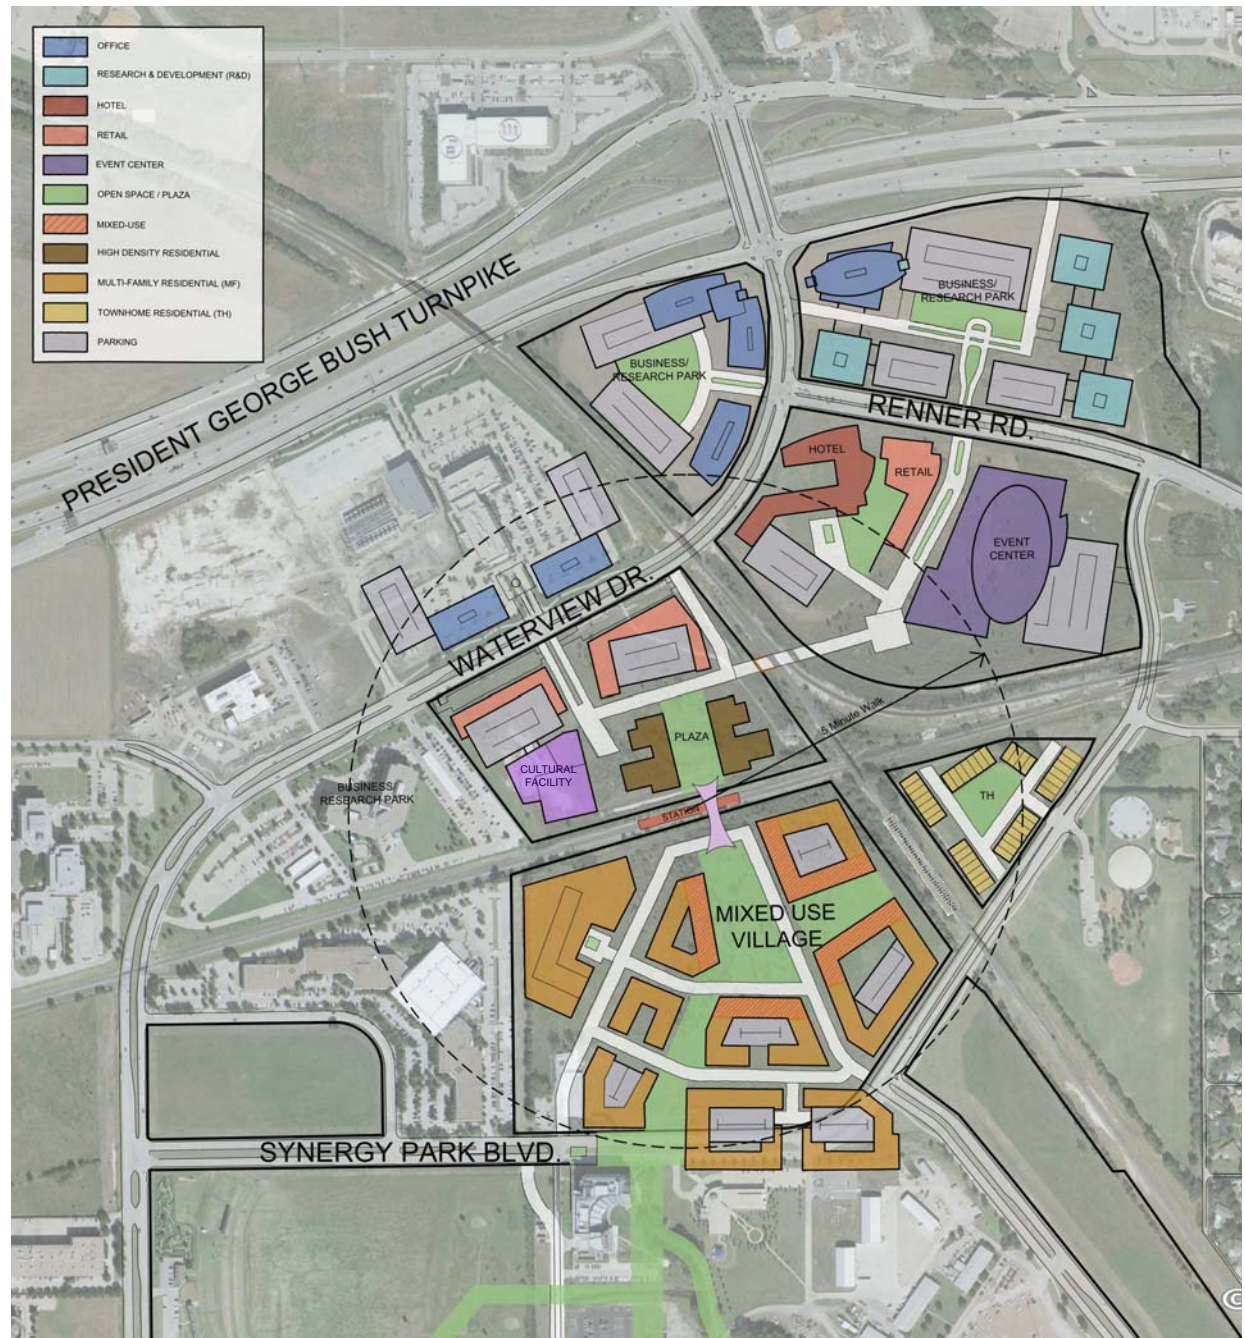 OFFICE
RESEARCH & DEVELOPMENT (R&D)
HOTEL
RETAIL
EVENT CENTER
OPEN SPACE / PLAZA
MIXED-USE
HIGH DENSITY RESIDENTIAL
MULTI-FAMILY RESIDENTIAL (MF)
TOWNHOME RESIDENTIAL (TH)
PARKING
PRESIDENT GEORGE BUSH TURNPIKE
BUSINESS/
RESEARCH PARK
BUSINESS/
RESEARCH PARK
RENNER RD.
HOTEL
RETAIL
EVENT
CENTER
WATERVIEW DR.
5 Minute Walk
PLAZA
CULTURAL
FACILITY
BUSINESS/
RESEARCH PARK
TH
STATION
MIXED USE
VILLAGE
SYNERGY PARK BLVD.
©